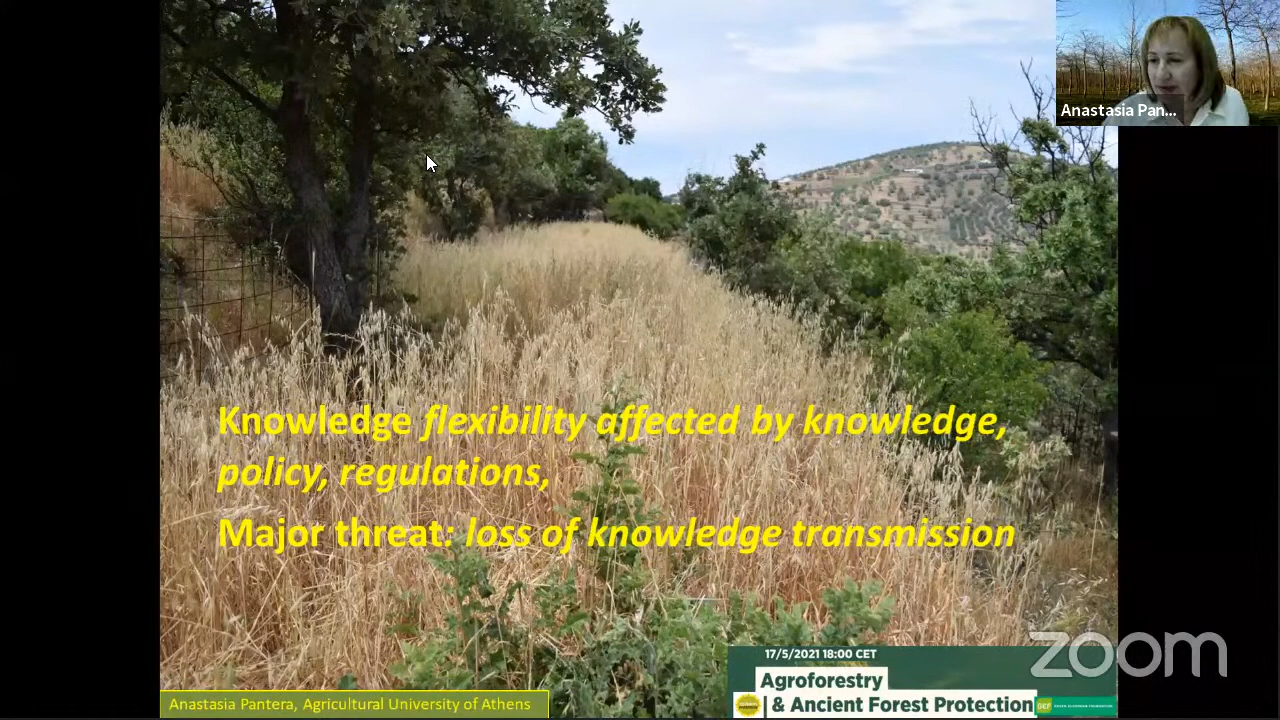 Anastasia Pan...
Knowledge flexibility affected by knowledge,
policy, regulations,
Major threat: loss of knowledge transmission
zoom
17/5/2021 18:00 CET
Agroforestry
& Ancient Forest Protection
GEF
Anastasia Pantera, Agricultural University of Athens